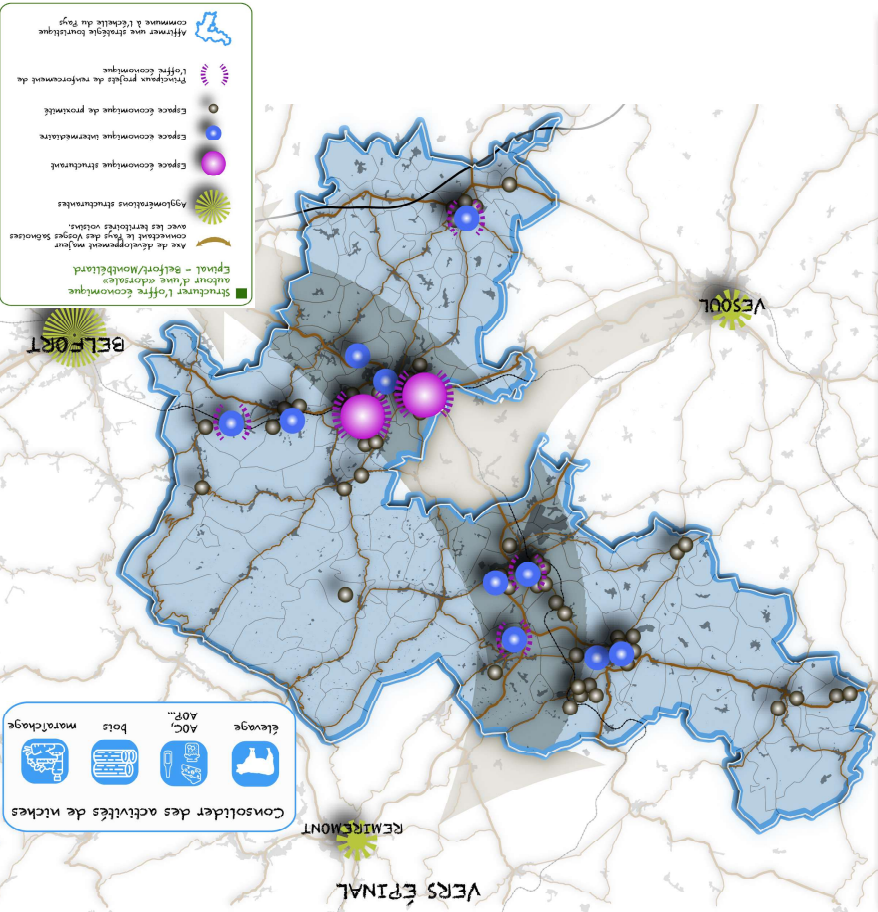 VERS ÉPINAL
REMIREMONT
Consolider des activités de niches
élevage
AOC,
AOP...
bois
maraîchage
VESOUL
BELFORT
Structurer l'offre économique
autour d'une «dorsale»
Epinal - Belfort/Montbéliard
Axe de développement majeur
connectant le Pays des Vosges Saônoises
avec les territoires voisins.
Agglomérations structurantes
Espace économique structurant
Espace économique intermédiaire
Espace économique de proximité
Principaux projets de renforcement de
l'offre économique
Affirmer une stratégie touristique
commune à l'échelle du Pays